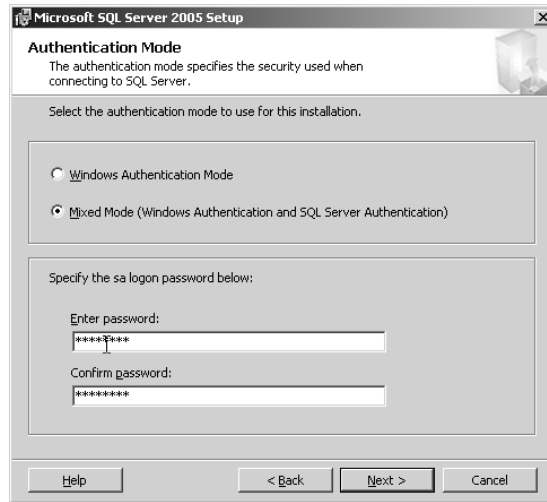 Microsoft SQL Server 2005 Setup
Authentication Mode
The authentication mode specifies the security used when
connecting to SQL Server.
Select the authentication mode to use for this installation.
Windows Authentication Mode
Mixed Mode (Windows Authentication and SQL Server Authentication)
Specify the sa logon password below:
Enter password:
********
Confirm password:
********
Help
< Back
Next >
Cancel